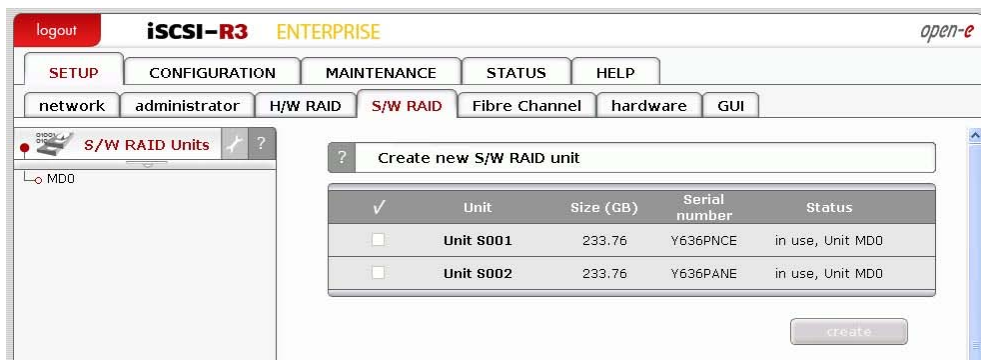 logout iSCSI-R3 ENTERPRISE open-e
SETUP CONFIGURATION MAINTENANCE STATUS HELP
network administrator H/W RAID S/W RAID Fibre Channel hardware GUI
S/W RAID Units ?
MD0
? Create new S/W RAID unit
Unit Size (GB) Serial number Status
Unit S001 233.76 Y636PNCE in use, Unit MD0
Unit S002 233.76 Y636PANE in use, Unit MD0
create